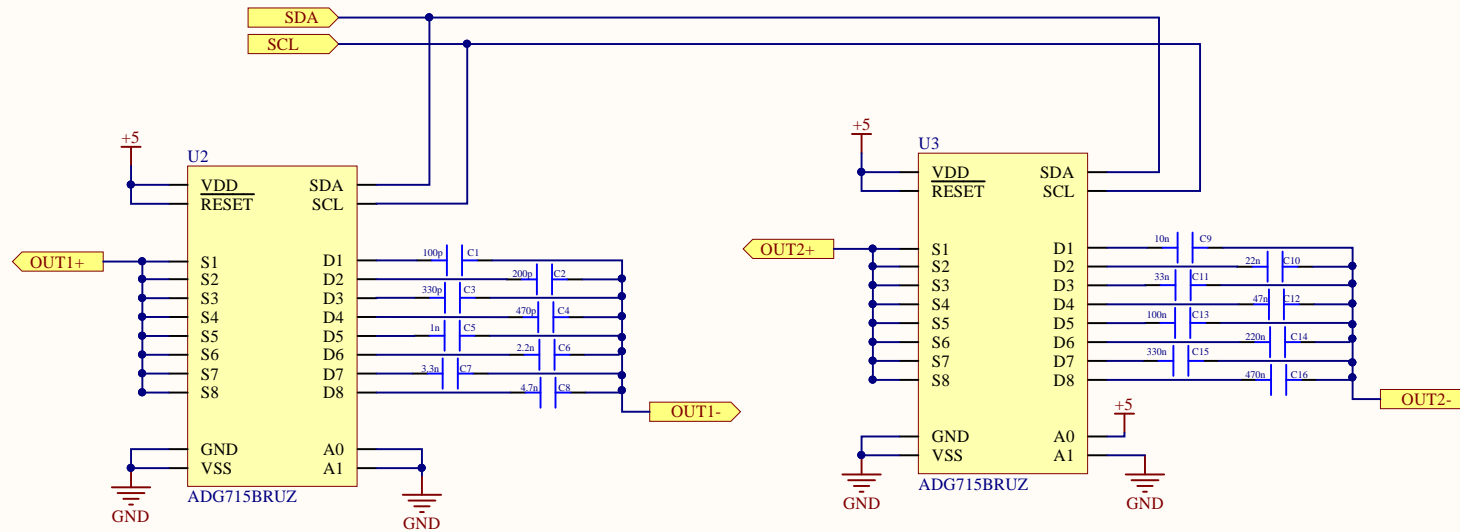 SDA
SCL
+5
U2
VDD SDA
RESET SCL
OUT1+
S1 D1 100p C1
S2 D2 200p C2
S3 D3 330p C3
S4 D4 470p C4
S5 D5 1n C5
S6 D6 2.2n C6
S7 D7 3.3n C7
S8 D8 4.7n C8
OUT1-
GND A0
VSS A1
ADG715BRUZ
GND
GND
+5
U3
VDD SDA
RESET SCL
OUT2+
S1 D1 10n C9
S2 D2 22n C10
S3 D3 33n C11
S4 D4 47n C12
S5 D5 100n C13
S6 D6 220n C14
S7 D7 330n C15
S8 D8 470n C16
OUT2-
+5
GND A0
VSS A1
ADG715BRUZ
GND
GND